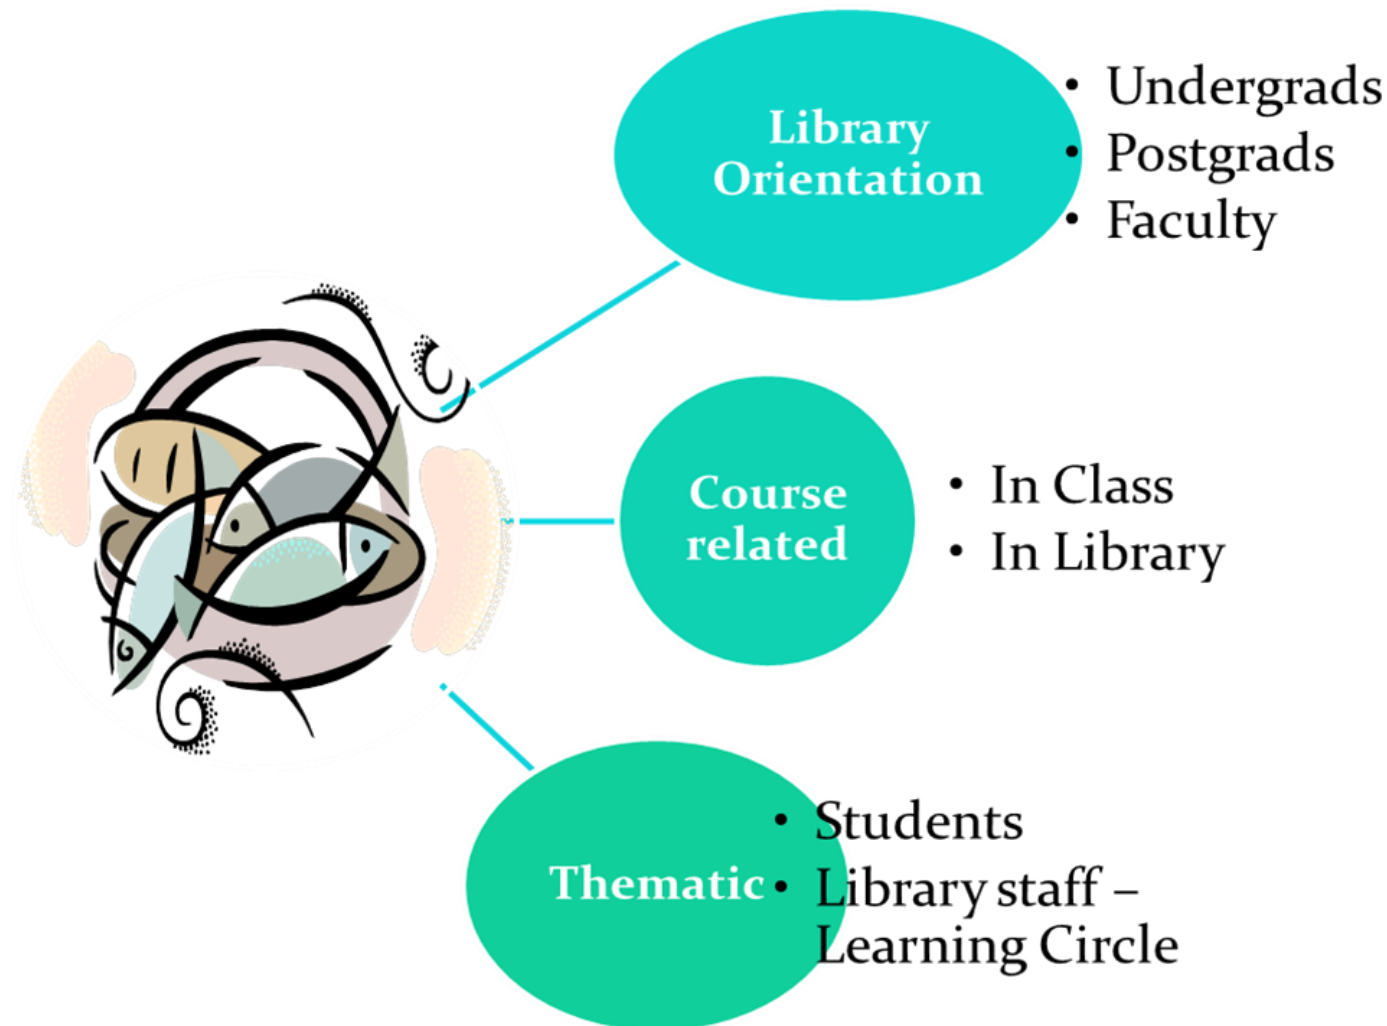 Library
Orientation
• Undergrads
• Postgrads
• Faculty
Course
related
• In Class
• In Library
Thematic
• Students
• Library staff –
Learning Circle